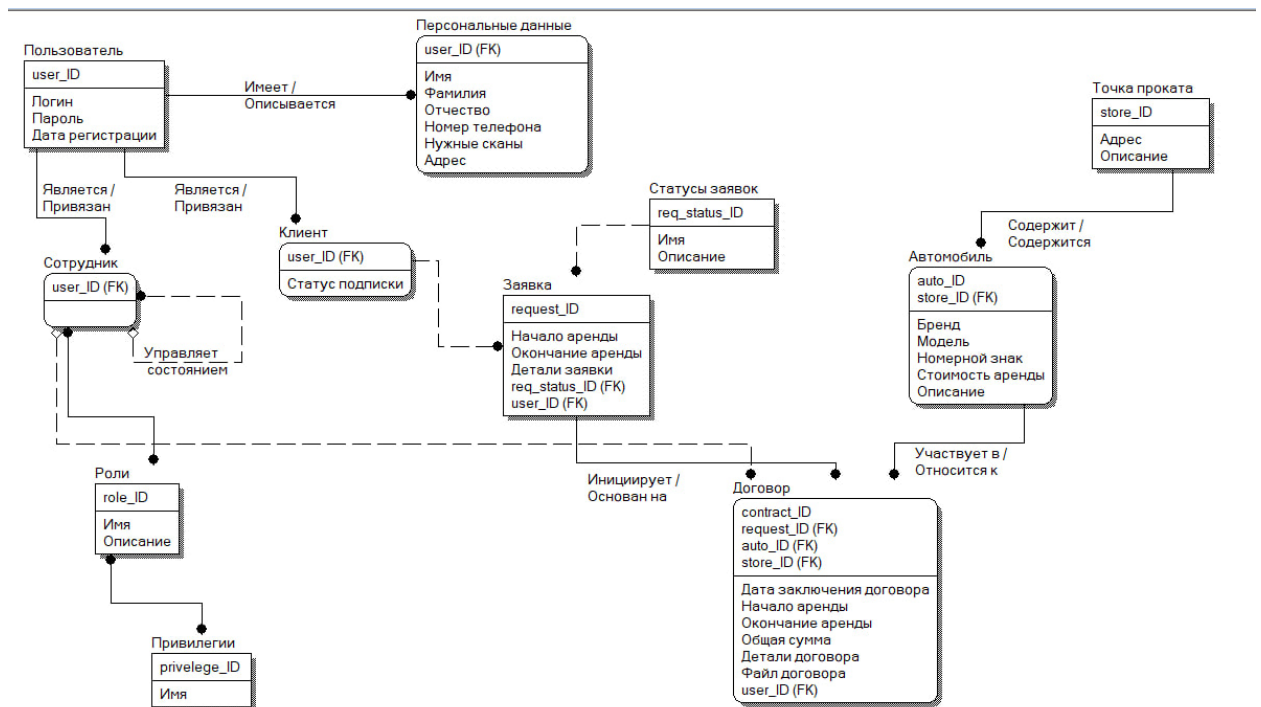 Персональные данные
user_ID (FK)
Имя
Фамилия
Отчество
Номер телефона
Нужные сканы
Адрес
Пользователь
user_ID
Логин
Пароль
Дата регистрации
Имеет /
Описывается
Точка проката
store_ID
Адрес
Описание
Является /
Привязан
Является /
Привязан
Статусы заявок
req_status_ID
Имя
Описание
Содержит /
Содержится
Клиент
user_ID (FK)
Статус подписки
Сотрудник
user_ID (FK)
Управляет
состоянием
Заявка
request_ID
Начало аренды
Окончание аренды
Детали заявки
req_status_ID (FK)
user_ID (FK)
Автомобиль
auto_ID
store_ID (FK)
Бренд
Модель
Номерной знак
Стоимость аренды
Описание
Участвует в /
Относится к
Инициирует /
Основан на
Роли
role_ID
Имя
Описание
Договор
contract_ID
request_ID (FK)
auto_ID (FK)
store_ID (FK)
Дата заключения договора
Начало аренды
Окончание аренды
Общая сумма
Детали договора
Файл договора
user_ID (FK)
Привилегии
privelege_ID
Имя